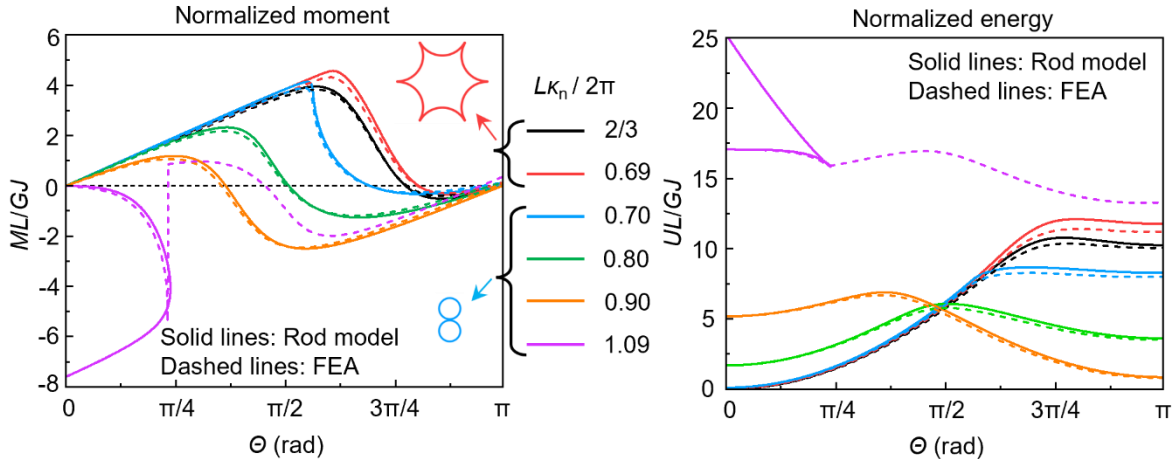 Normalized moment
6
4
2
0
-2
-4
-6
-8
ML/GJ
0
π/4
π/2
3π/4
π
Θ (rad)
Solid lines: Rod model
Dashed lines: FEA
Lκn / 2π
2/3
0.69
0.70
0.80
0.90
1.09
Normalized energy
25
20
15
10
5
0
UL/GJ
0
π/4
π/2
3π/4
π
Θ (rad)
Solid lines: Rod model
Dashed lines: FEA